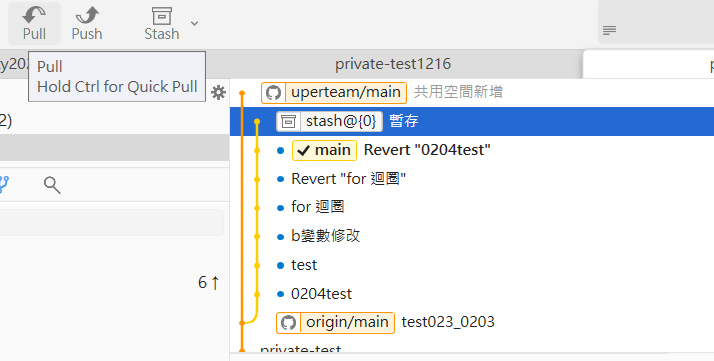 Pull Push Stash
y20
private-test1216
p
Pull
Hold Ctrl for Quick Pull
2)
uperteam/main 共用空間新增
stash@{0} 暫存
main Revert "0204test"
Revert "for 迴圈"
for 迴圈
b變數修改
test
6↑
0204test
origin/main test023_0203
private-test